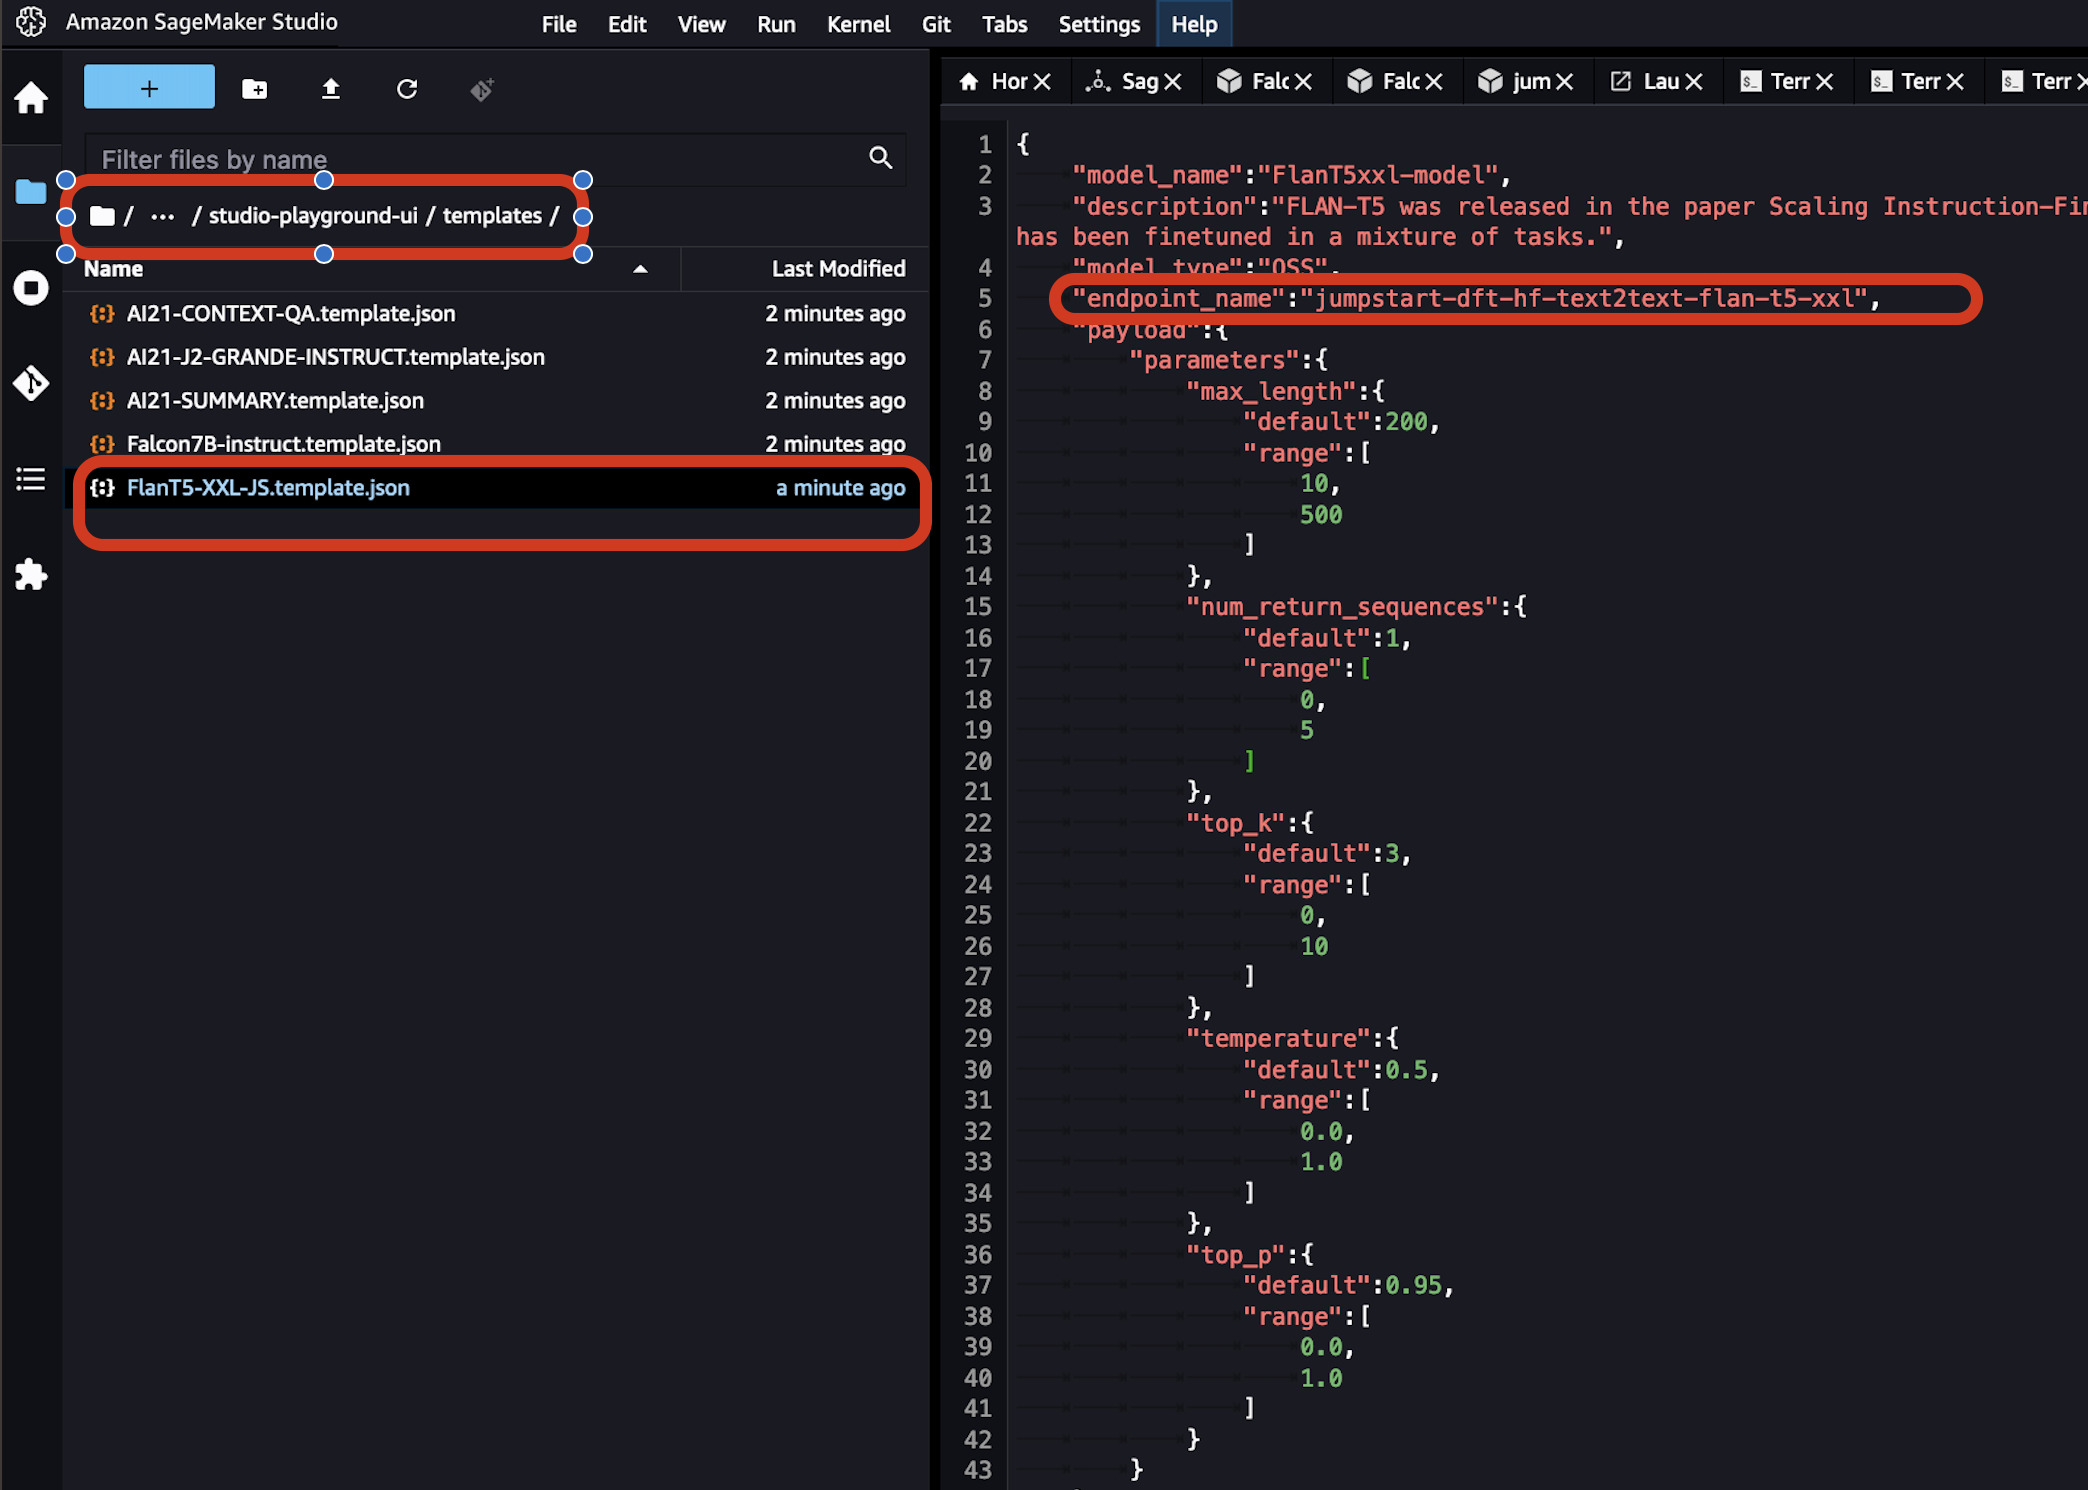 Amazon SageMaker Studio
File Edit View Run Kernel Git Tabs Settings Help
Hor Sag Falc Falc jum Lau Terr Terr Terr
Filter files by name
/ ··· / studio-playground-ui / templates /
Name Last Modified
AI21-CONTEXT-QA.template.json 2 minutes ago
AI21-J2-GRANDE-INSTRUCT.template.json 2 minutes ago
AI21-SUMMARY.template.json 2 minutes ago
Falcon7B-instruct.template.json 2 minutes ago
FlanT5-XXL-JS.template.json a minute ago
1 {
2 "model_name":"FlanT5xxl-model",
3 "description":"FLAN-T5 was released in the paper Scaling Instruction-Fin
has been finetuned in a mixture of tasks.",
4 "model_type":"OSS",
5 "endpoint_name":"jumpstart-dft-hf-text2text-flan-t5-xxl",
6 "payload":{
7 "parameters":{
8 "max_length":{
9 "default":200,
10 "range":[
11 10,
12 500
13 ]
14 },
15 "num_return_sequences":{
16 "default":1,
17 "range":[
18 0,
19 5
20 ]
21 },
22 "top_k":{
23 "default":3,
24 "range":[
25 0,
26 10
27 ]
28 },
29 "temperature":{
30 "default":0.5,
31 "range":[
32 0.0,
33 1.0
34 ]
35 },
36 "top_p":{
37 "default":0.95,
38 "range":[
39 0.0,
40 1.0
41 ]
42 }
43 }